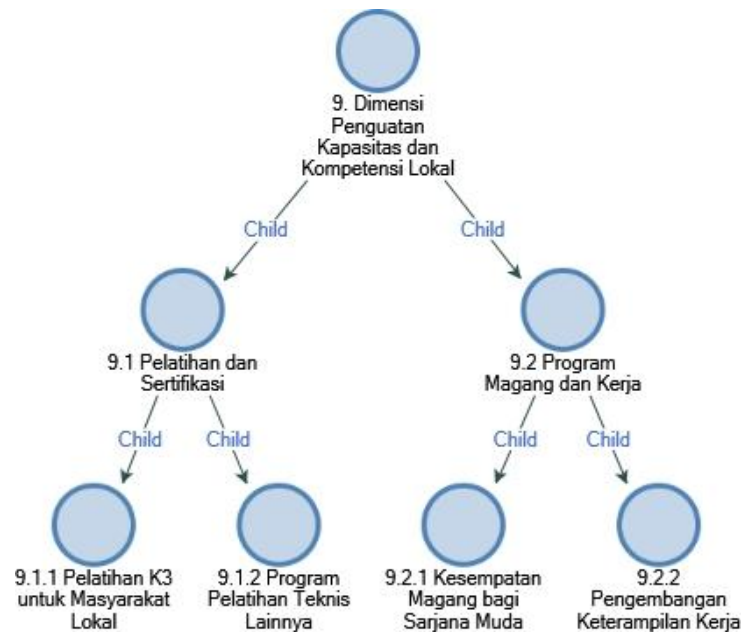 9. Dimensi
Penguatan
Kapasitas dan
Kompetensi Lokal
Child
Child
9.1 Pelatihan dan
Sertifikasi
9.2 Program
Magang dan Kerja
Child
Child
Child
Child
9.1.1 Pelatihan K3
untuk Masyarakat
Lokal
9.1.2 Program
Pelatihan Teknis
Lainnya
9.2.1 Kesempatan
Magang bagi
Sarjana Muda
9.2.2
Pengembangan
Keterampilan Kerja